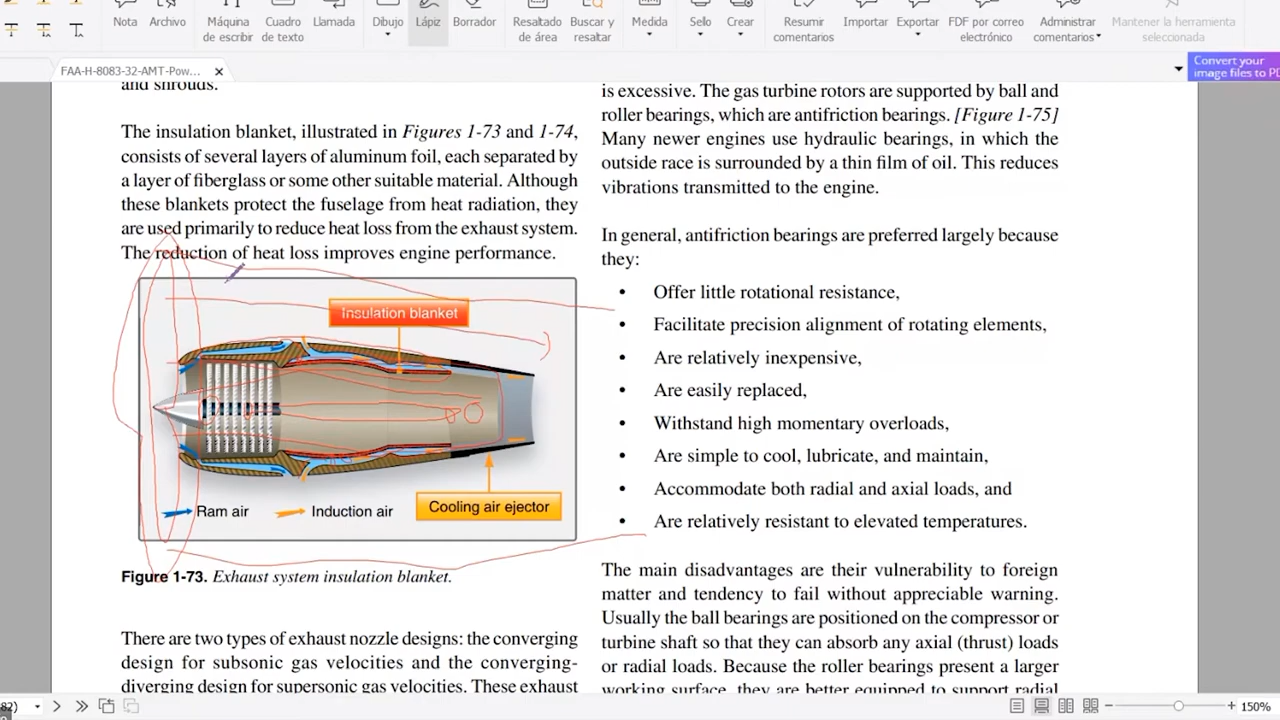 Nota
Archivo
Máquina
de escribir
Cuadro
de texto
Llamada
Dibujo
Lápiz
Borrador
Resaltado
de área
Buscar y
resaltar
Medida
Sello
Crear
Resumir
comentarios
Importar
Exportar
FDF por correo
electrónico
Administrar
comentarios
Mantener la herramienta
seleccionada
FAA-H-8083-32-AMT-Pow...
Convert your
image files to PD
and shrouds.
The insulation blanket, illustrated in Figures 1-73 and 1-74,
consists of several layers of aluminum foil, each separated by
a layer of fiberglass or some other suitable material. Although
these blankets protect the fuselage from heat radiation, they
are used primarily to reduce heat loss from the exhaust system.
The reduction of heat loss improves engine performance.
Insulation blanket
Cooling air ejector
Ram air
Induction air
Figure 1-73. Exhaust system insulation blanket.
There are two types of exhaust nozzle designs: the converging
design for subsonic gas velocities and the converging-
diverging design for supersonic gas velocities. These exhaust
is excessive. The gas turbine rotors are supported by ball and
roller bearings, which are antifriction bearings. [Figure 1-75]
Many newer engines use hydraulic bearings, in which the
outside race is surrounded by a thin film of oil. This reduces
vibrations transmitted to the engine.
In general, antifriction bearings are preferred largely because
they:
• Offer little rotational resistance,
• Facilitate precision alignment of rotating elements,
• Are relatively inexpensive,
• Are easily replaced,
• Withstand high momentary overloads,
• Are simple to cool, lubricate, and maintain,
• Accommodate both radial and axial loads, and
• Are relatively resistant to elevated temperatures.
The main disadvantages are their vulnerability to foreign
matter and tendency to fail without appreciable warning.
Usually the ball bearings are positioned on the compressor or
turbine shaft so that they can absorb any axial (thrust) loads
or radial loads. Because the roller bearings present a larger
working surface, they are better equipped to support radial
82)
150%